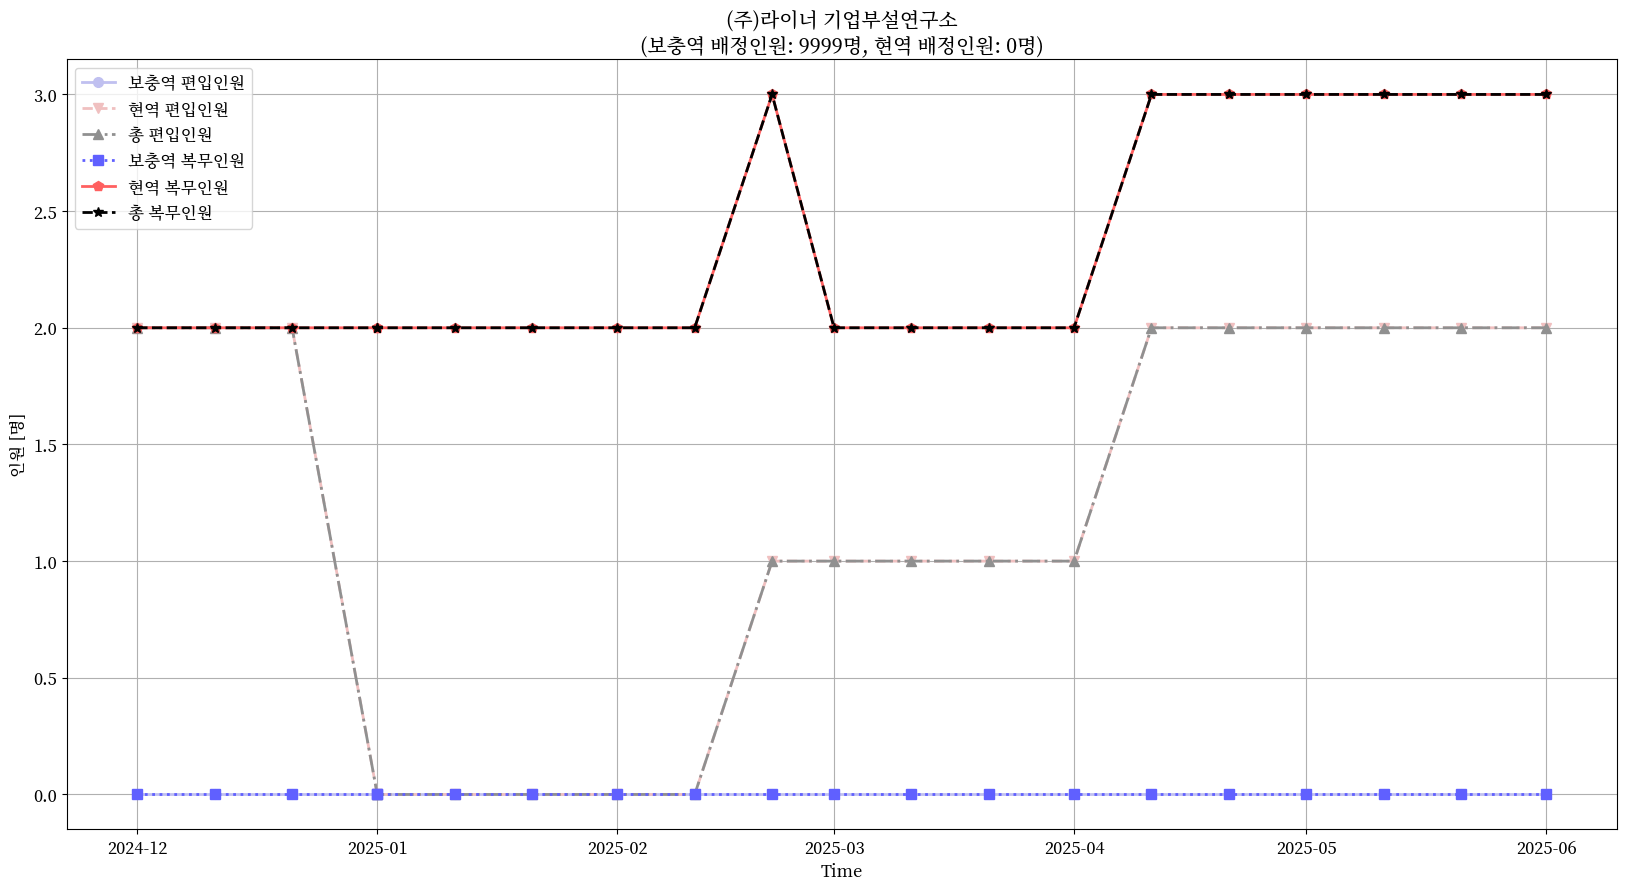 (주)라이너 기업부설연구소
(보충역 배정인원: 9999명, 현역 배정인원: 0명)
보충역 편입인원
현역 편입인원
총 편입인원
보충역 복무인원
현역 복무인원
총 복무인원
인원 [명]
3.0
2.5
2.0
1.5
1.0
0.5
0.0
2024-12
2025-01
2025-02
2025-03
2025-04
2025-05
2025-06
Time